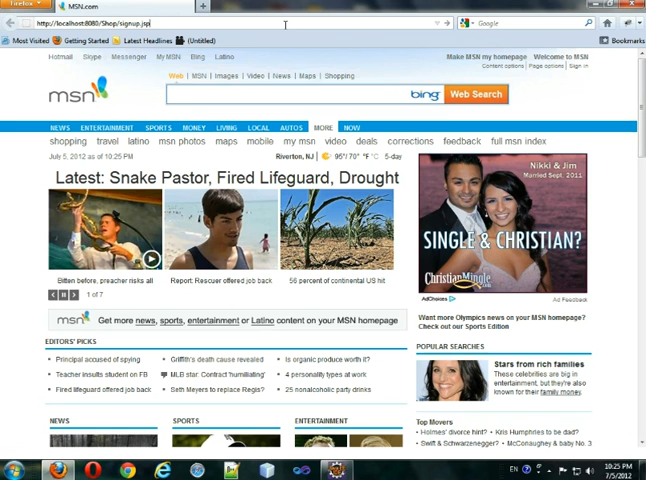 Firefox
MSN.com
http://localhost:8080/Shop/signup.jsp
Google
Most Visited Getting Started Latest Headlines (Untitled) Bookmarks
Hotmail Skype Messenger My MSN Bing Latino
Make MSN my homepage Welcome to MSN
Content options Page options Sign in
Web MSN Images Video News Maps Shopping
msn
bing Web Search
NEWS ENTERTAINMENT SPORTS MONEY LIVING LOCAL AUTOS MORE NOW
shopping travel latino msn photos maps mobile my msn video deals corrections feedback full msn index
July 5, 2012 as of 10:25 PM
Riverton, NJ 95°/ 70° °F °C 5-day
Latest: Snake Pastor, Fired Lifeguard, Drought
Bitten before, preacher risks all
Report: Rescuer offered job back
56 percent of continental US hit
1 of 7
Nikki & Jim
Married Sept. 2011
SINGLE & CHRISTIAN?
ChristianMingle.com
AdChoices Ad Feedback
msn Get more news, sports, entertainment or Latino content on your MSN homepage
Want more Olympics news on your MSN homepage?
Check out our Sports Edition
EDITORS' PICKS
Principal accused of spying
Teacher insults student on FB
Fired lifeguard offered job back
Griffith's death cause revealed
MLB star: Contract 'humiliating'
Seth Meyers to replace Regis?
Is organic produce worth it?
4 personality types at work
25 nonalcoholic party drinks
POPULAR SEARCHES
Stars from rich families
These celebrities are big in
entertainment, but they're also
known for their family money.
Top Movers
Holmes' divorce hint? Kris Humphries to be dad?
Swift & Schwarzenegger? McConaughey & baby No. 3
NEWS
SPORTS
ENTERTAINMENT
EN
10:25 PM
7/5/2012